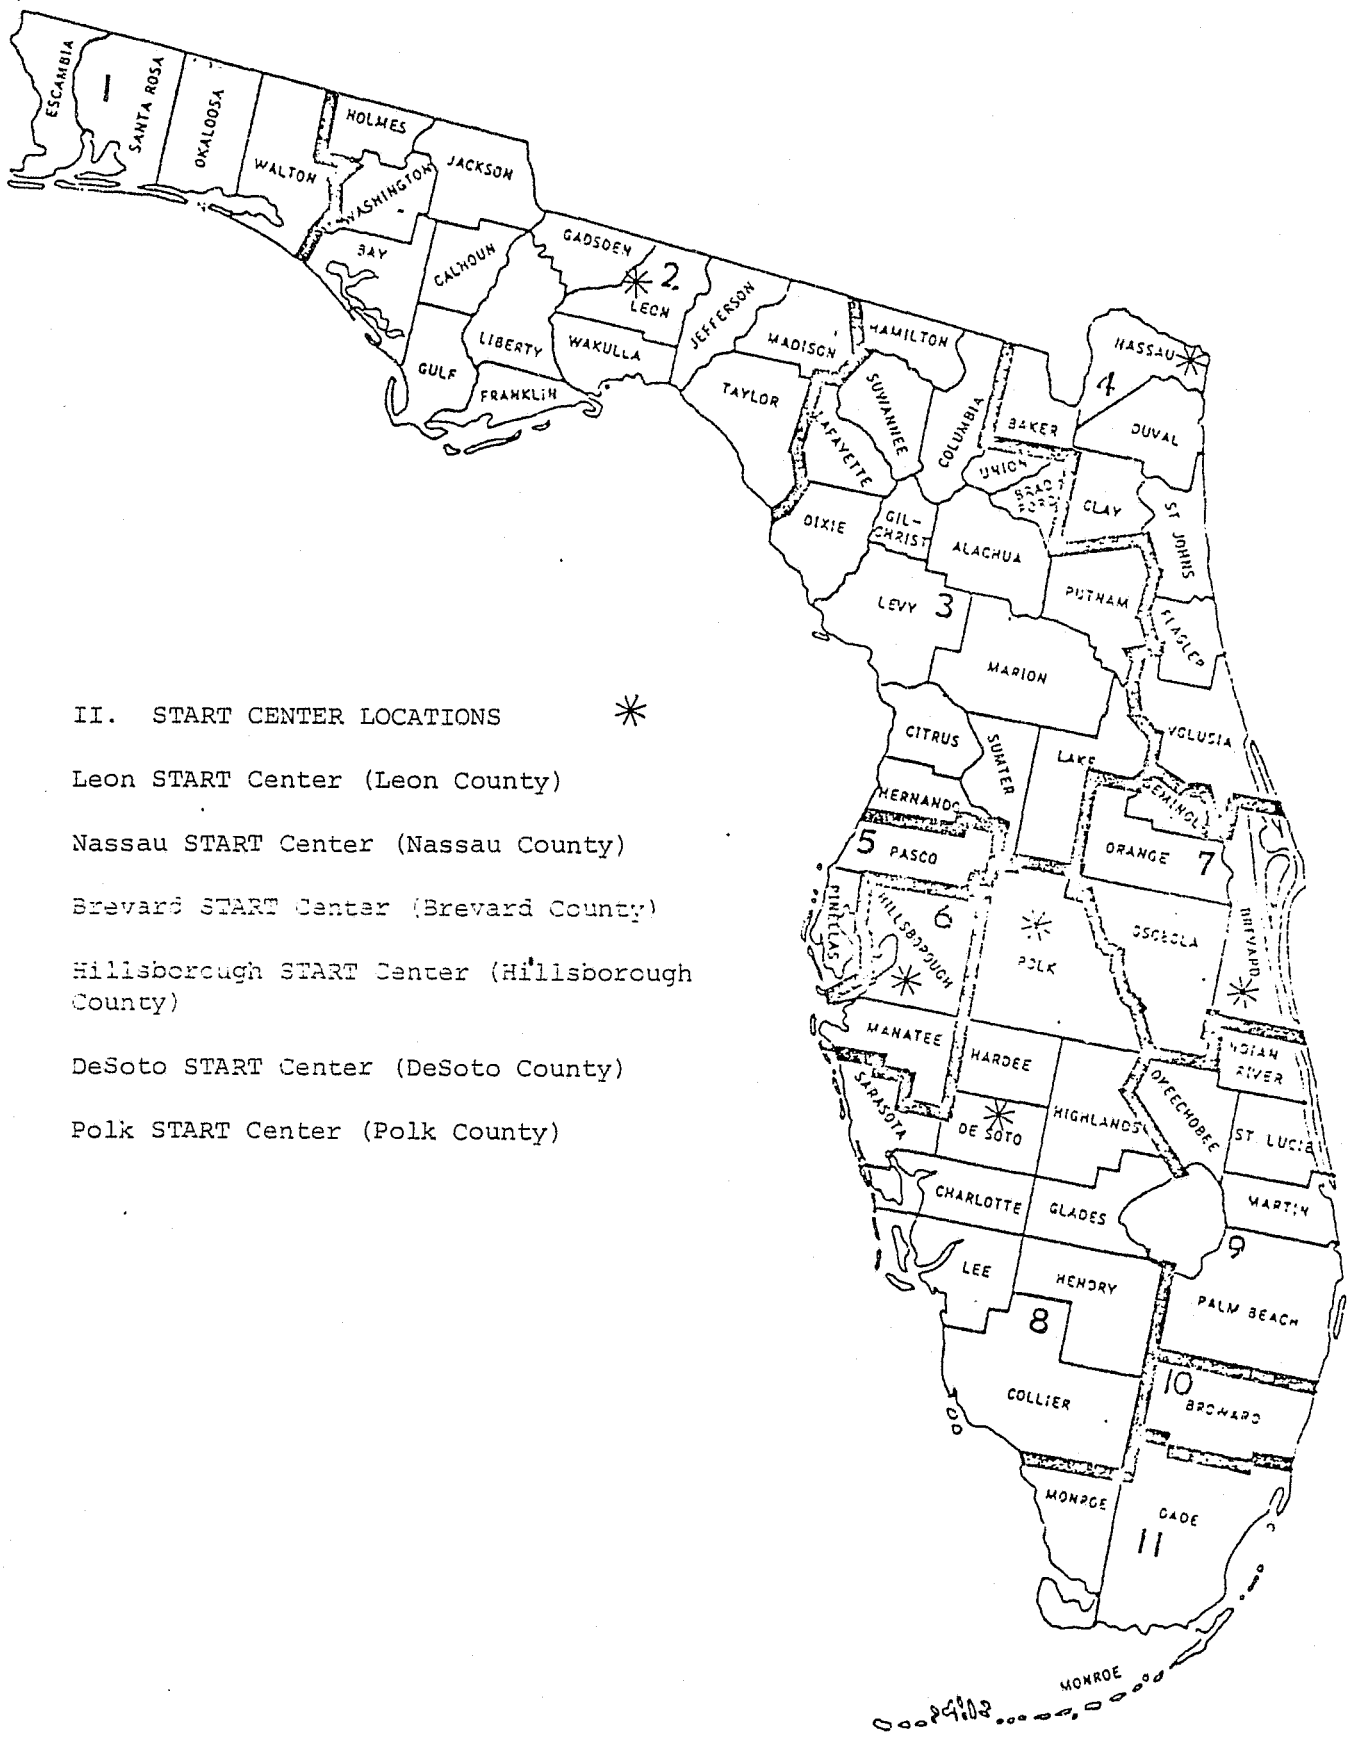 ESCAMBIA
1
SANTA ROSA
OKALOOSA
WALTON
HOLMES
JACKSON
WASHINGTON
BAY
CALHOUN
GADSDEN
2.
LEON
JEFFERSON
MADISON
HAMILTON
LIBERTY
WAKULLA
GULF
FRANKLIN
TAYLOR
LAFAYETTE
SUWANNEE
COLUMBIA
BAKER
NASSAU
4
DUVAL
UNION
BRAD
FORD
CLAY
ST JOHNS
DIXIE
GIL-
CHRIST
ALACHUA
PUTNAM
FLAGLER
LEVY
3
MARION
CITRUS
SUMTER
LAKE
VOLUSIA
HERNANDO
SEMINOLE
5
PASCO
ORANGE
7
PINELLAS
HILLSBOROUGH
6
POLK
OSCEOLA
BREVARD
MANATEE
HARDEE
INDIAN
RIVER
SARASOTA
DE SOTO
HIGHLANDS
OKEECHOBEE
ST. LUCIE
CHARLOTTE
GLADES
MARTIN
9
LEE
HENDRY
PALM BEACH
8
COLLIER
10
BROWARD
MONROE
DADE
11
MONROE
II. START CENTER LOCATIONS *
Leon START Center (Leon County)
Nassau START Center (Nassau County)
Brevard START Center (Brevard County)
Hillsborough START Center (Hillsborough
County)
DeSoto START Center (DeSoto County)
Polk START Center (Polk County)